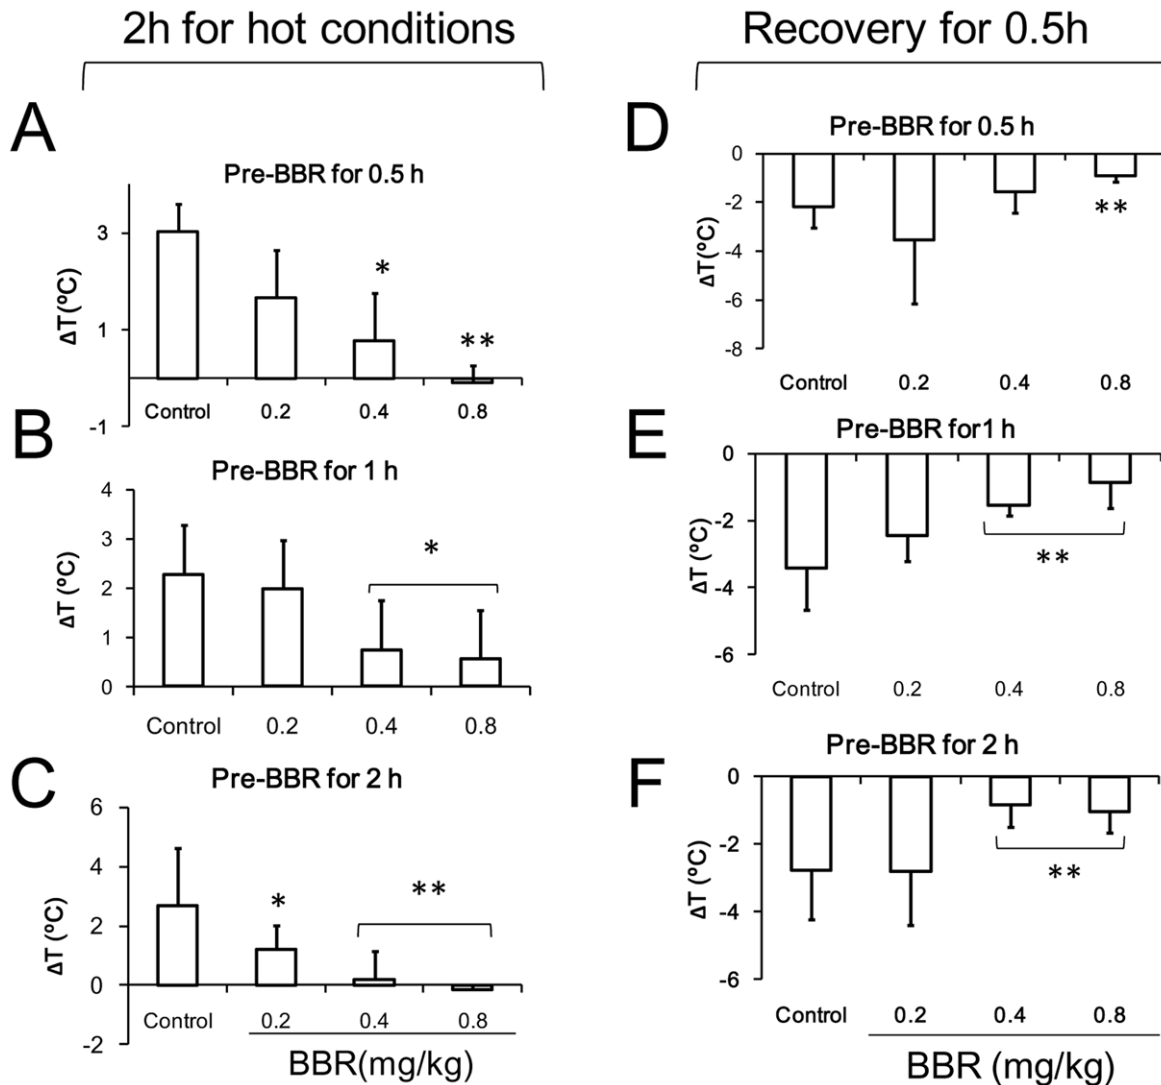 2h for hot conditions
Recovery for 0.5h
A
Pre-BBR for 0.5 h
ΔT(ºC)
3
1
-1
*
**
Control 0.2 0.4 0.8
B
Pre-BBR for 1 h
ΔT (ºC)
4
3
2
1
0
*
Control 0.2 0.4 0.8
C
Pre-BBR for 2 h
ΔT (ºC)
6
4
2
0
-2
*
**
Control 0.2 0.4 0.8
BBR(mg/kg)
D
Pre-BBR for 0.5 h
ΔT(ºC)
0
-2
-4
-6
-8
**
Control 0.2 0.4 0.8
E
Pre-BBR for1 h
ΔT (ºC)
0
-2
-4
-6
**
Control 0.2 0.4 0.8
F
Pre-BBR for 2 h
ΔT (ºC)
0
-2
-4
-6
**
Control 0.2 0.4 0.8
BBR (mg/kg)